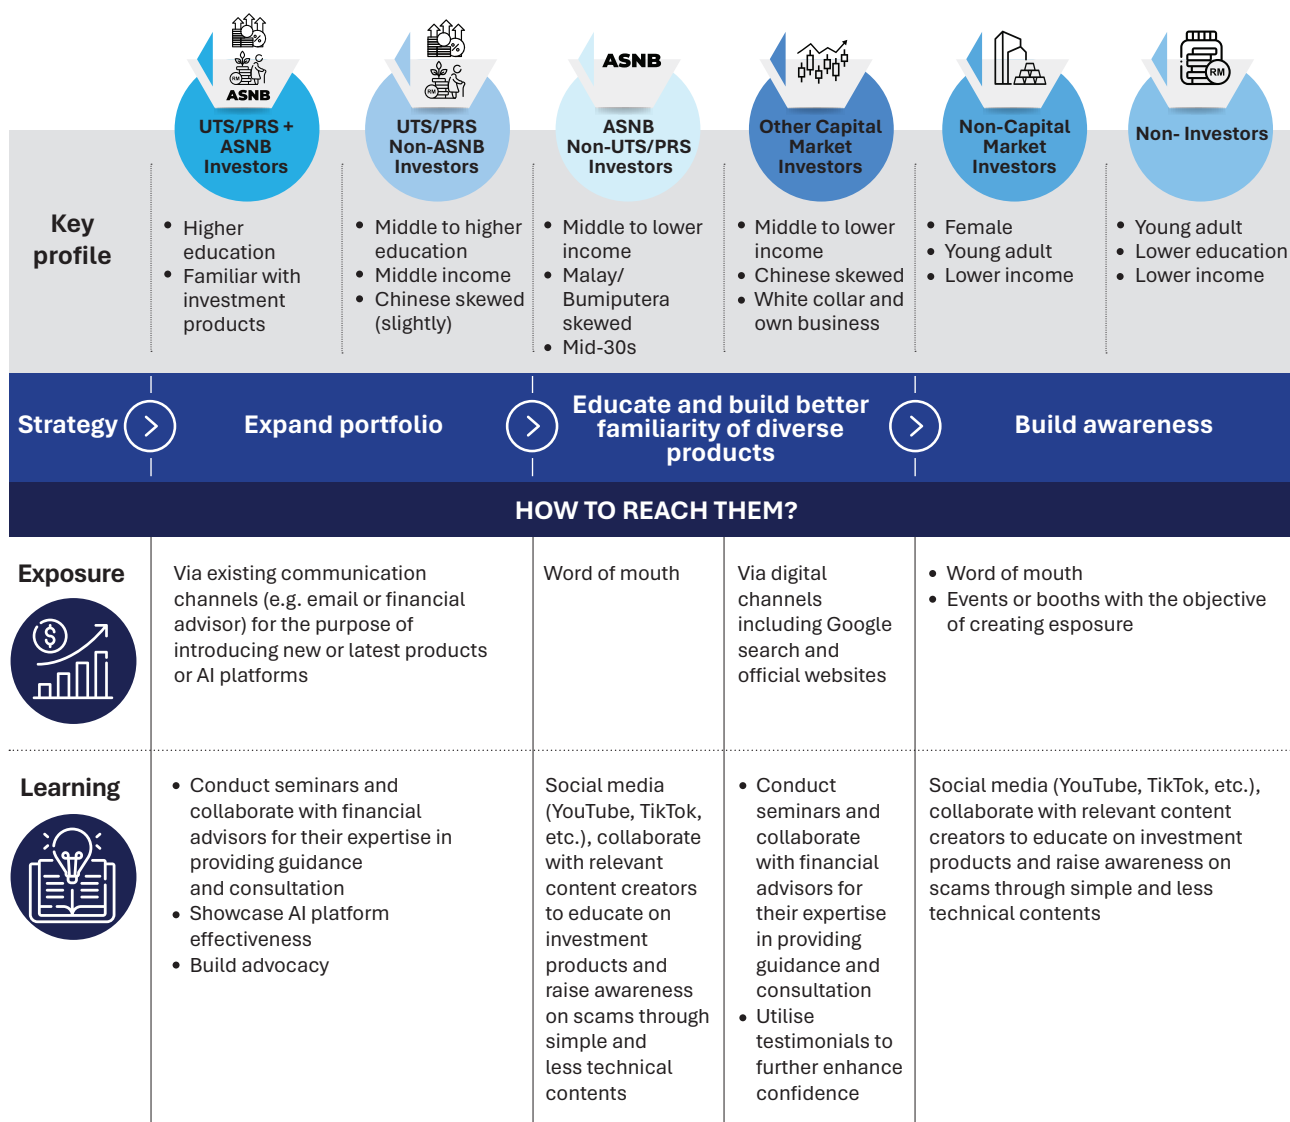 ASNB
UTS/PRS +
ASNB
Investors
UTS/PRS
Non-ASNB
Investors
ASNB
ASNB
Non-UTS/PRS
Investors
Other Capital
Market
Investors
Non-Capital
Market
Investors
RM
Non- Investors
Key
profile
• Higher
education
• Familiar with
investment
products
• Middle to higher
education
• Middle income
• Chinese skewed
(slightly)
• Middle to lower
income
• Malay/
Bumiputera
skewed
• Mid-30s
• Middle to lower
income
• Chinese skewed
• White collar and
own business
• Female
• Young adult
• Lower income
• Young adult
• Lower education
• Lower income
Strategy
Expand portfolio
Educate and build better
familiarity of diverse
products
Build awareness
HOW TO REACH THEM?
Exposure
Via existing communication
channels (e.g. email or financial
advisor) for the purpose of
introducing new or latest products
or AI platforms
Word of mouth
Via digital
channels
including Google
search and
official websites
• Word of mouth
• Events or booths with the objective
of creating esposure
Learning
• Conduct seminars and
collaborate with financial
advisors for their expertise in
providing guidance
and consultation
• Showcase AI platform
effectiveness
• Build advocacy
Social media
(YouTube, TikTok,
etc.), collaborate
with relevant
content creators
to educate on
investment
products and
raise awareness
on scams through
simple and
less technical
contents
• Conduct
seminars and
collaborate
with financial
advisors for
their expertise
in providing
guidance and
consultation
• Utilise
testimonials to
further enhance
confidence
Social media (YouTube, TikTok, etc.),
collaborate with relevant content
creators to educate on investment
products and raise awareness on
scams through simple and less
technical contents